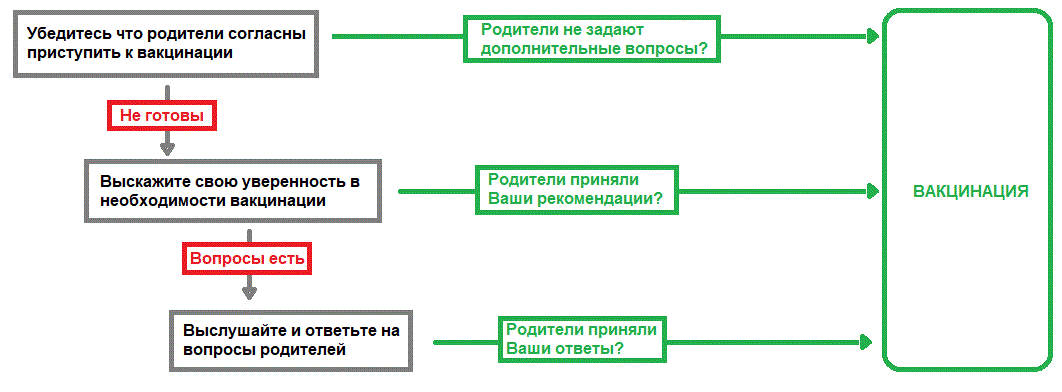 Убедитесь что родители согласны
приступить к вакцинации
Родители не задают
дополнительные вопросы?
Не готовы
Выскажите свою уверенность в
необходимости вакцинации
Родители приняли
Ваши рекомендации?
ВАКЦИНАЦИЯ
Вопросы есть
Выслушайте и ответьте на
вопросы родителей
Родители приняли
Ваши ответы?